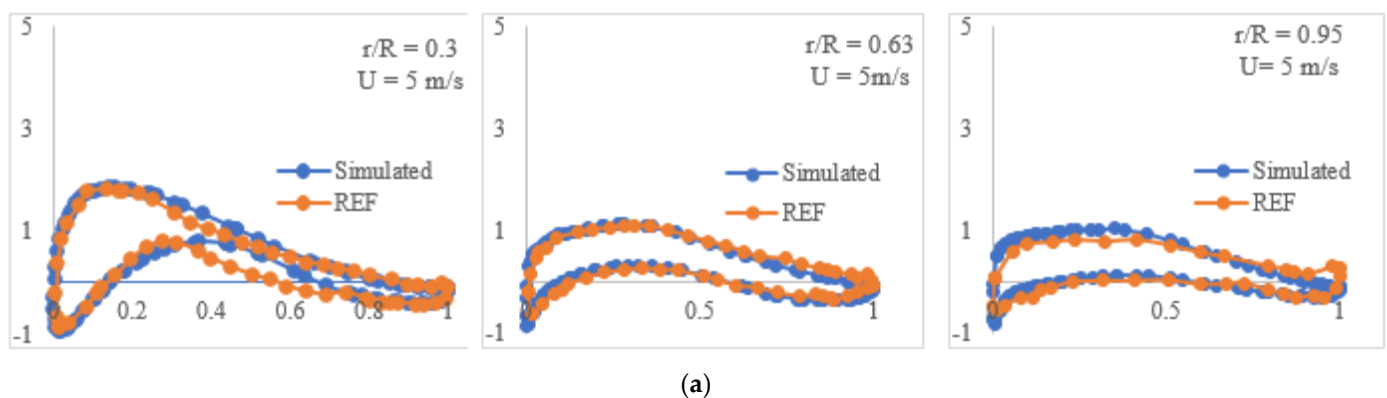 5
r/R = 0.3
U = 5 m/s
3
Simulated
REF
1
-1
0
0.2
0.4
0.6
0.8
1
5
r/R = 0.63
U = 5m/s
3
Simulated
REF
1
-1
0
0.5
1
5
r/R = 0.95
U= 5 m/s
3
Simulated
REF
1
-1
0
0.5
1
(a)